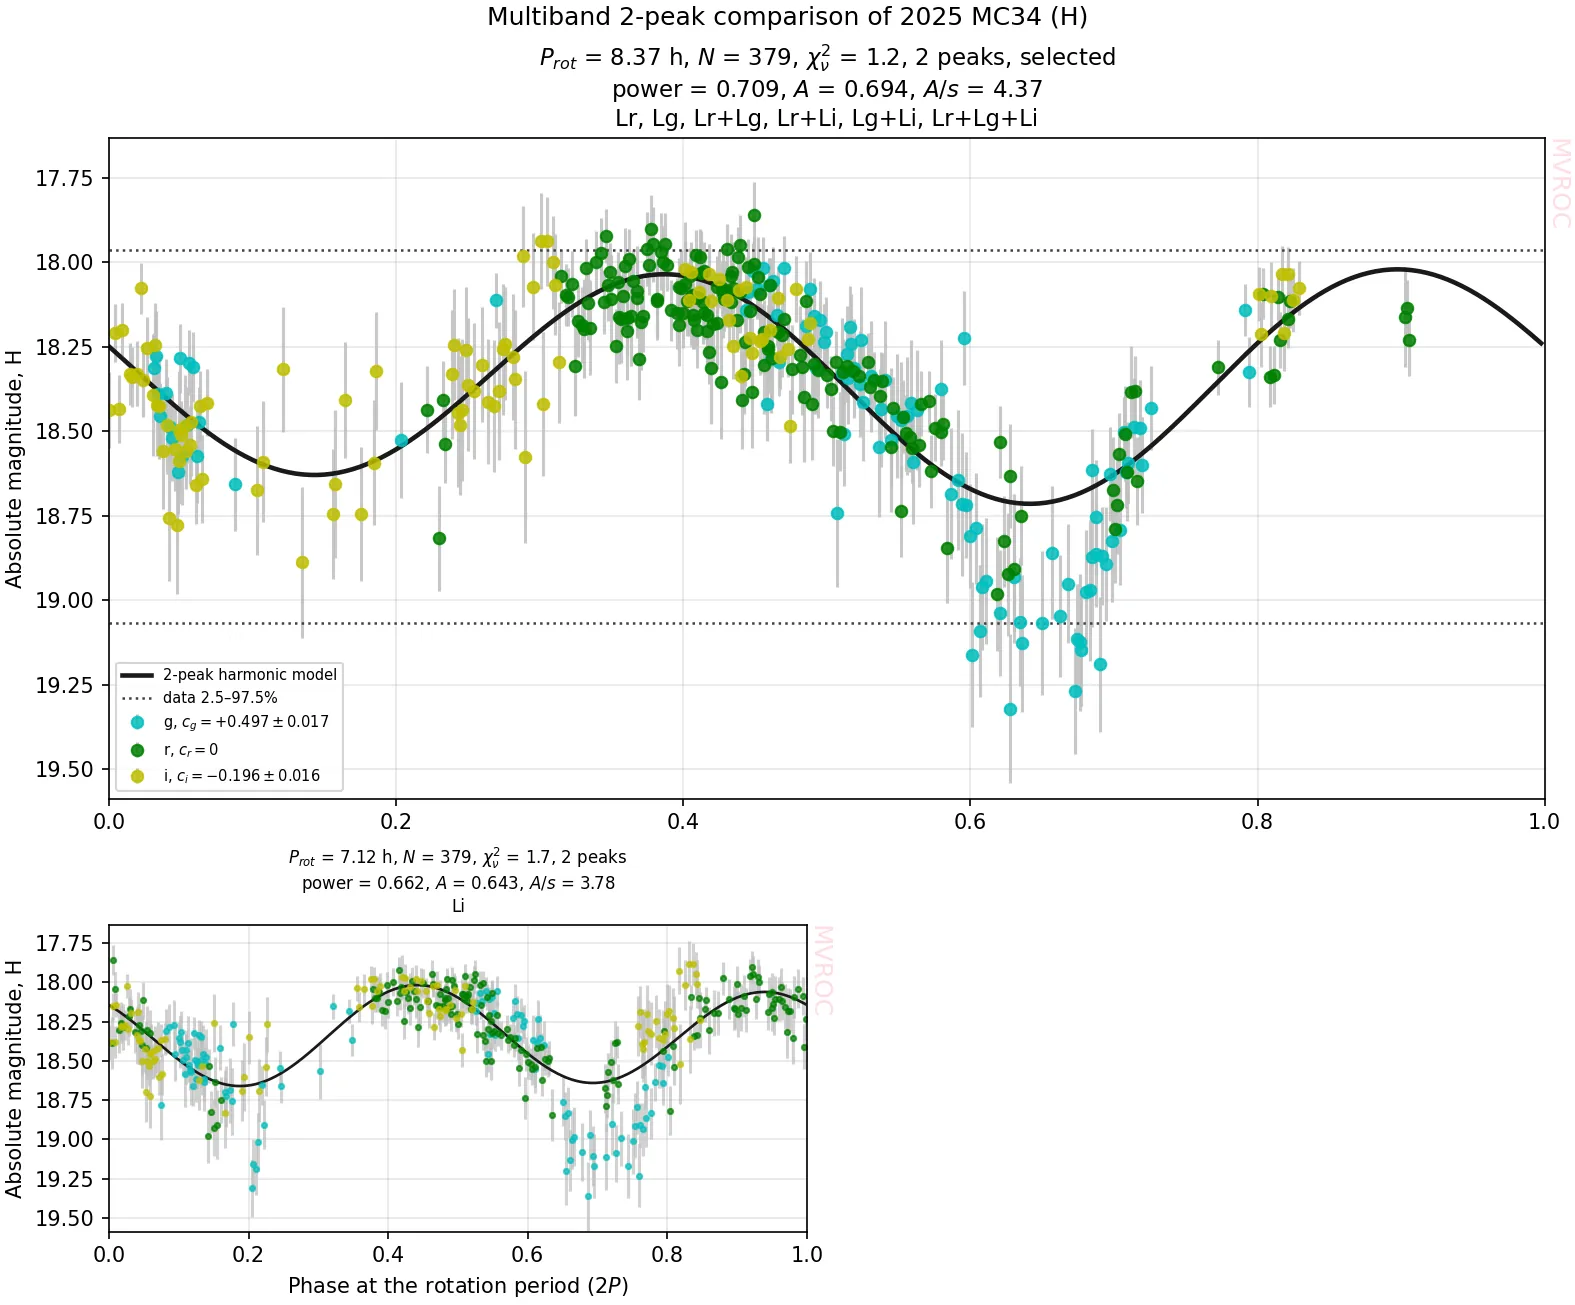 Multiband 2-peak comparison of 2025 MC34 (H)
P_rot = 8.37 h, N = 379, χ²_ν = 1.2, 2 peaks, selected
power = 0.709, A = 0.694, A/s = 4.37
Lr, Lg, Lr+Lg, Lr+Li, Lg+Li, Lr+Lg+Li
MVROC
Absolute magnitude, H
17.75
18.00
18.25
18.50
18.75
19.00
19.25
19.50
2-peak harmonic model
data 2.5–97.5%
g, c_g = +0.497 ± 0.017
r, c_r = 0
i, c_i = −0.196 ± 0.016
0.0 0.2 0.4 0.6 0.8 1.0
P_rot = 7.12 h, N = 379, χ²_ν = 1.7, 2 peaks
power = 0.662, A = 0.643, A/s = 3.78
Li
MVROC
Absolute magnitude, H
17.75
18.00
18.25
18.50
18.75
19.00
19.25
19.50
0.0 0.2 0.4 0.6 0.8 1.0
Phase at the rotation period (2P)